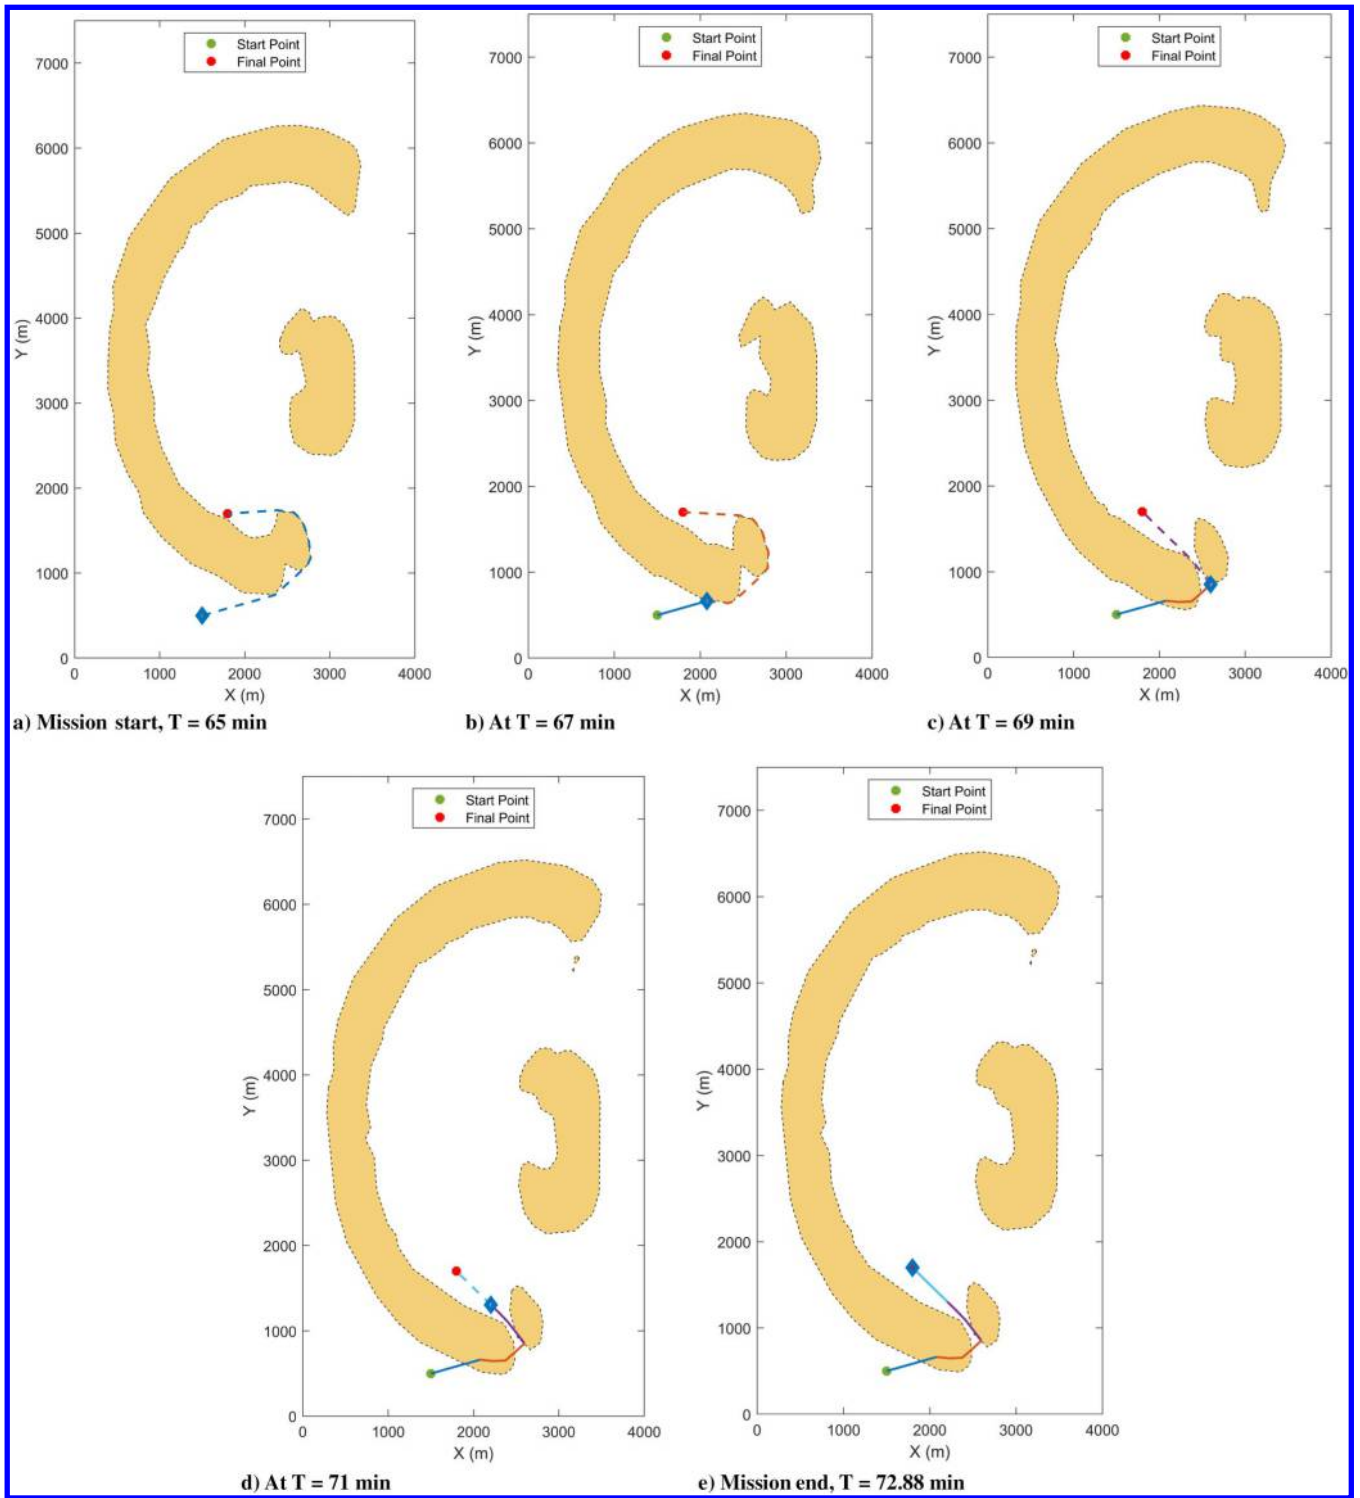 Start Point
Final Point
7000
6000
5000
4000
3000
2000
1000
0
Y (m)
0 1000 2000 3000 4000
X (m)
a) Mission start, T = 65 min
Start Point
Final Point
7000
6000
5000
4000
3000
2000
1000
0
Y (m)
0 1000 2000 3000 4000
X (m)
b) At T = 67 min
Start Point
Final Point
7000
6000
5000
4000
3000
2000
1000
0
Y (m)
0 1000 2000 3000 4000
X (m)
c) At T = 69 min
Start Point
Final Point
7000
6000
5000
4000
3000
2000
1000
0
Y (m)
0 1000 2000 3000 4000
X (m)
d) At T = 71 min
Start Point
Final Point
7000
6000
5000
4000
3000
2000
1000
0
Y (m)
0 1000 2000 3000 4000
X (m)
e) Mission end, T = 72.88 min